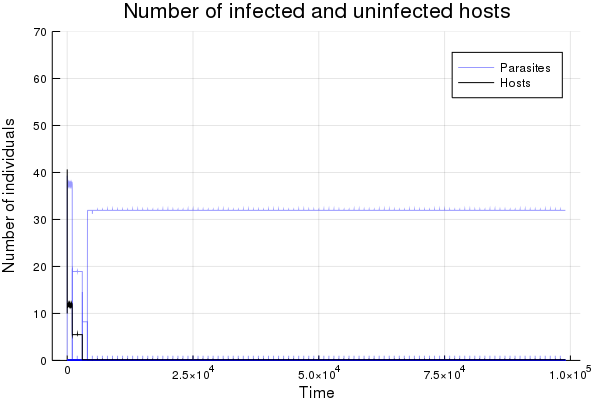 Number of infected and uninfected hosts
70
60
50
40
30
20
10
0
Number of individuals
Parasites
Hosts
0
2.5×10⁴
5.0×10⁴
7.5×10⁴
1.0×10⁵
Time